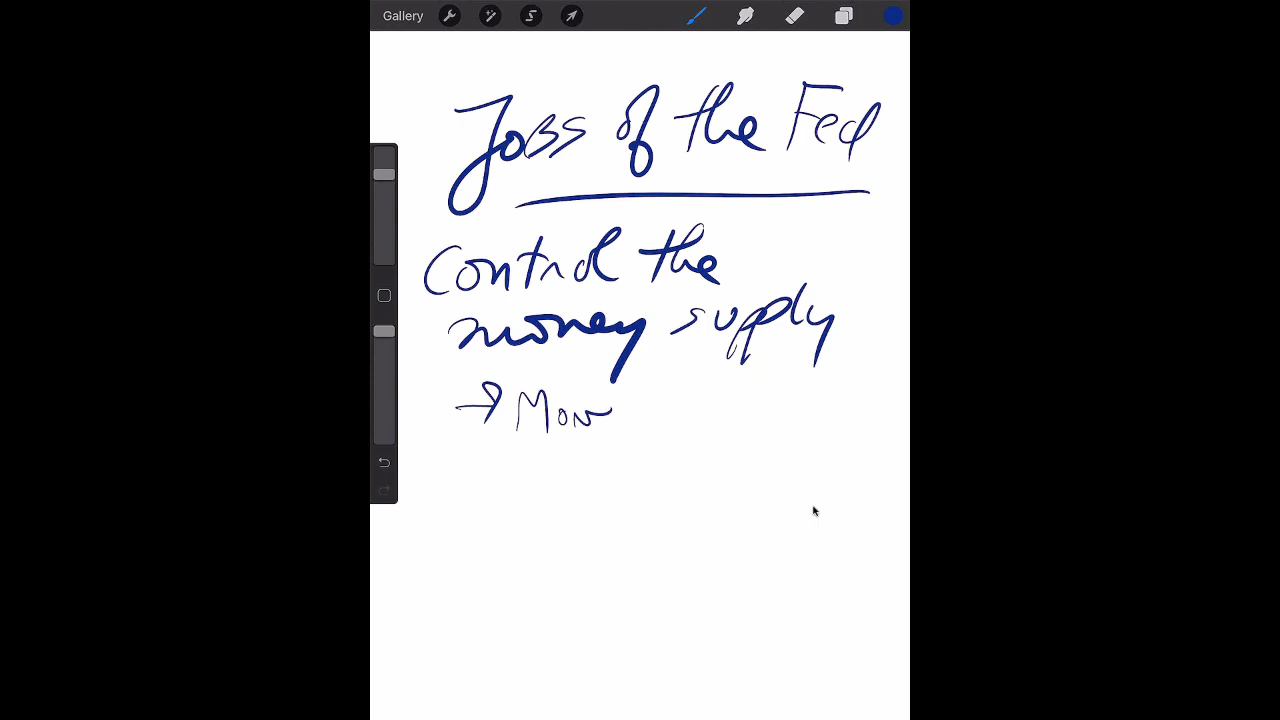 Gallery
Jobs of the Fed
Control the
money supply
→ Mon